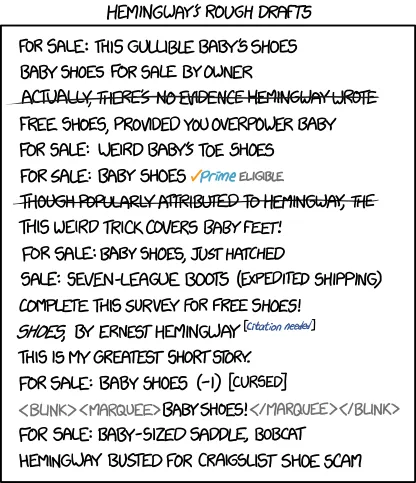 HEMINGWAY'S ROUGH DRAFTS
FOR SALE: THIS GULLIBLE BABY'S SHOES
BABY SHOES FOR SALE BY OWNER
ACTUALLY, THERE'S NO EVIDENCE HEMINGWAY WROTE
FREE SHOES, PROVIDED YOU OVERPOWER BABY
FOR SALE: WEIRD BABY'S TOE SHOES
FOR SALE: BABY SHOES ✓Prime ELIGIBLE
THOUGH POPULARLY ATTRIBUTED TO HEMINGWAY, THE
THIS WEIRD TRICK COVERS BABY FEET!
FOR SALE: BABY SHOES, JUST HATCHED
SALE: SEVEN-LEAGUE BOOTS (EXPEDITED SHIPPING)
COMPLETE THIS SURVEY FOR FREE SHOES!
SHOES, BY ERNEST HEMINGWAY [citation needed]
THIS IS MY GREATEST SHORT STORY.
FOR SALE: BABY SHOES (-1) [CURSED]
<BLINK><MARQUEE>BABY SHOES!</MARQUEE></BLINK>
FOR SALE: BABY-SIZED SADDLE, BOBCAT
HEMINGWAY BUSTED FOR CRAIGSLIST SHOE SCAM